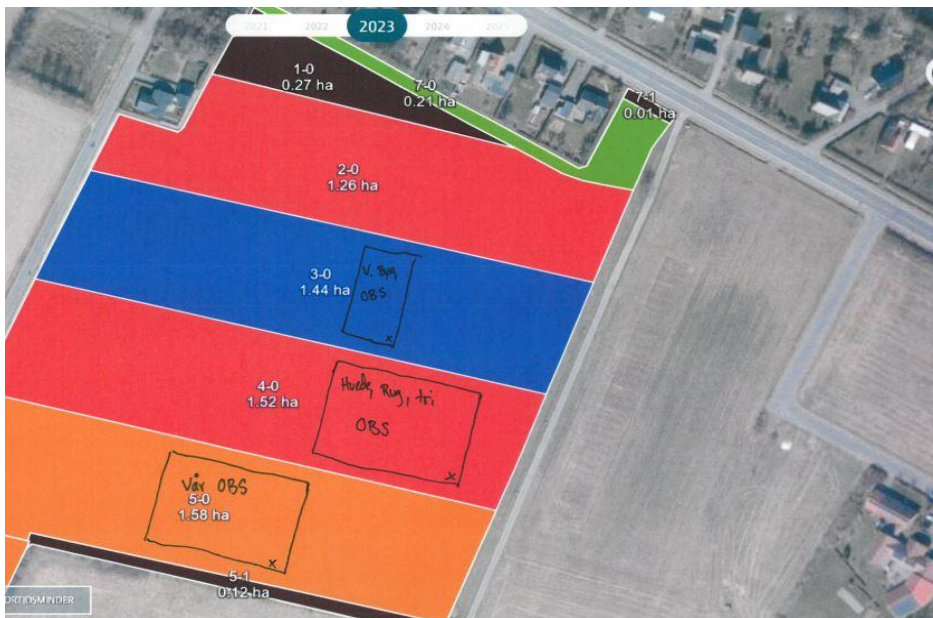 2021 2022 2023 2024 2025
1-0
0.27 ha
7-0
0.21 ha
7-1
0.01 ha
2-0
1.26 ha
3-0
1.44 ha
V. Byg
OBS
4-0
1.52 ha
Hvede, Rug, tri
OBS
x
x
Vår OBS
5-0
1.58 ha
x
5-1
0.12 ha
ORTIDSMINDER